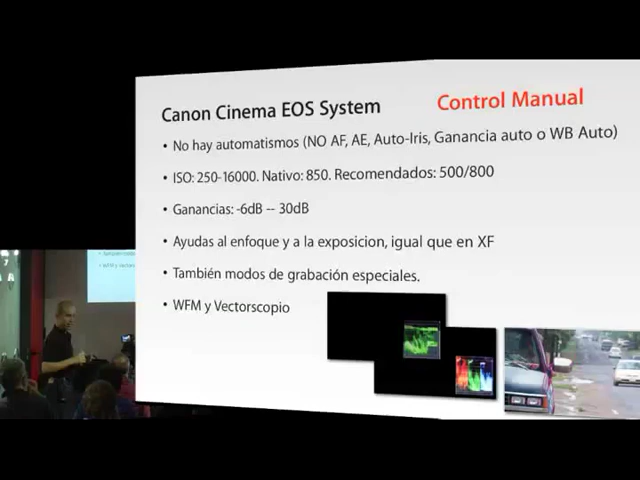 Canon Cinema EOS System
Control Manual
• No hay automatismos (NO AF, AE, Auto-Iris, Ganancia auto o WB Auto)
• ISO: 250-16000. Nativo: 850. Recomendados: 500/800
• Ganancias: -6dB -- 30dB
• Ayudas al enfoque y a la exposicion, igual que en XF
• También modos de grabación especiales.
• WFM y Vectorscopio